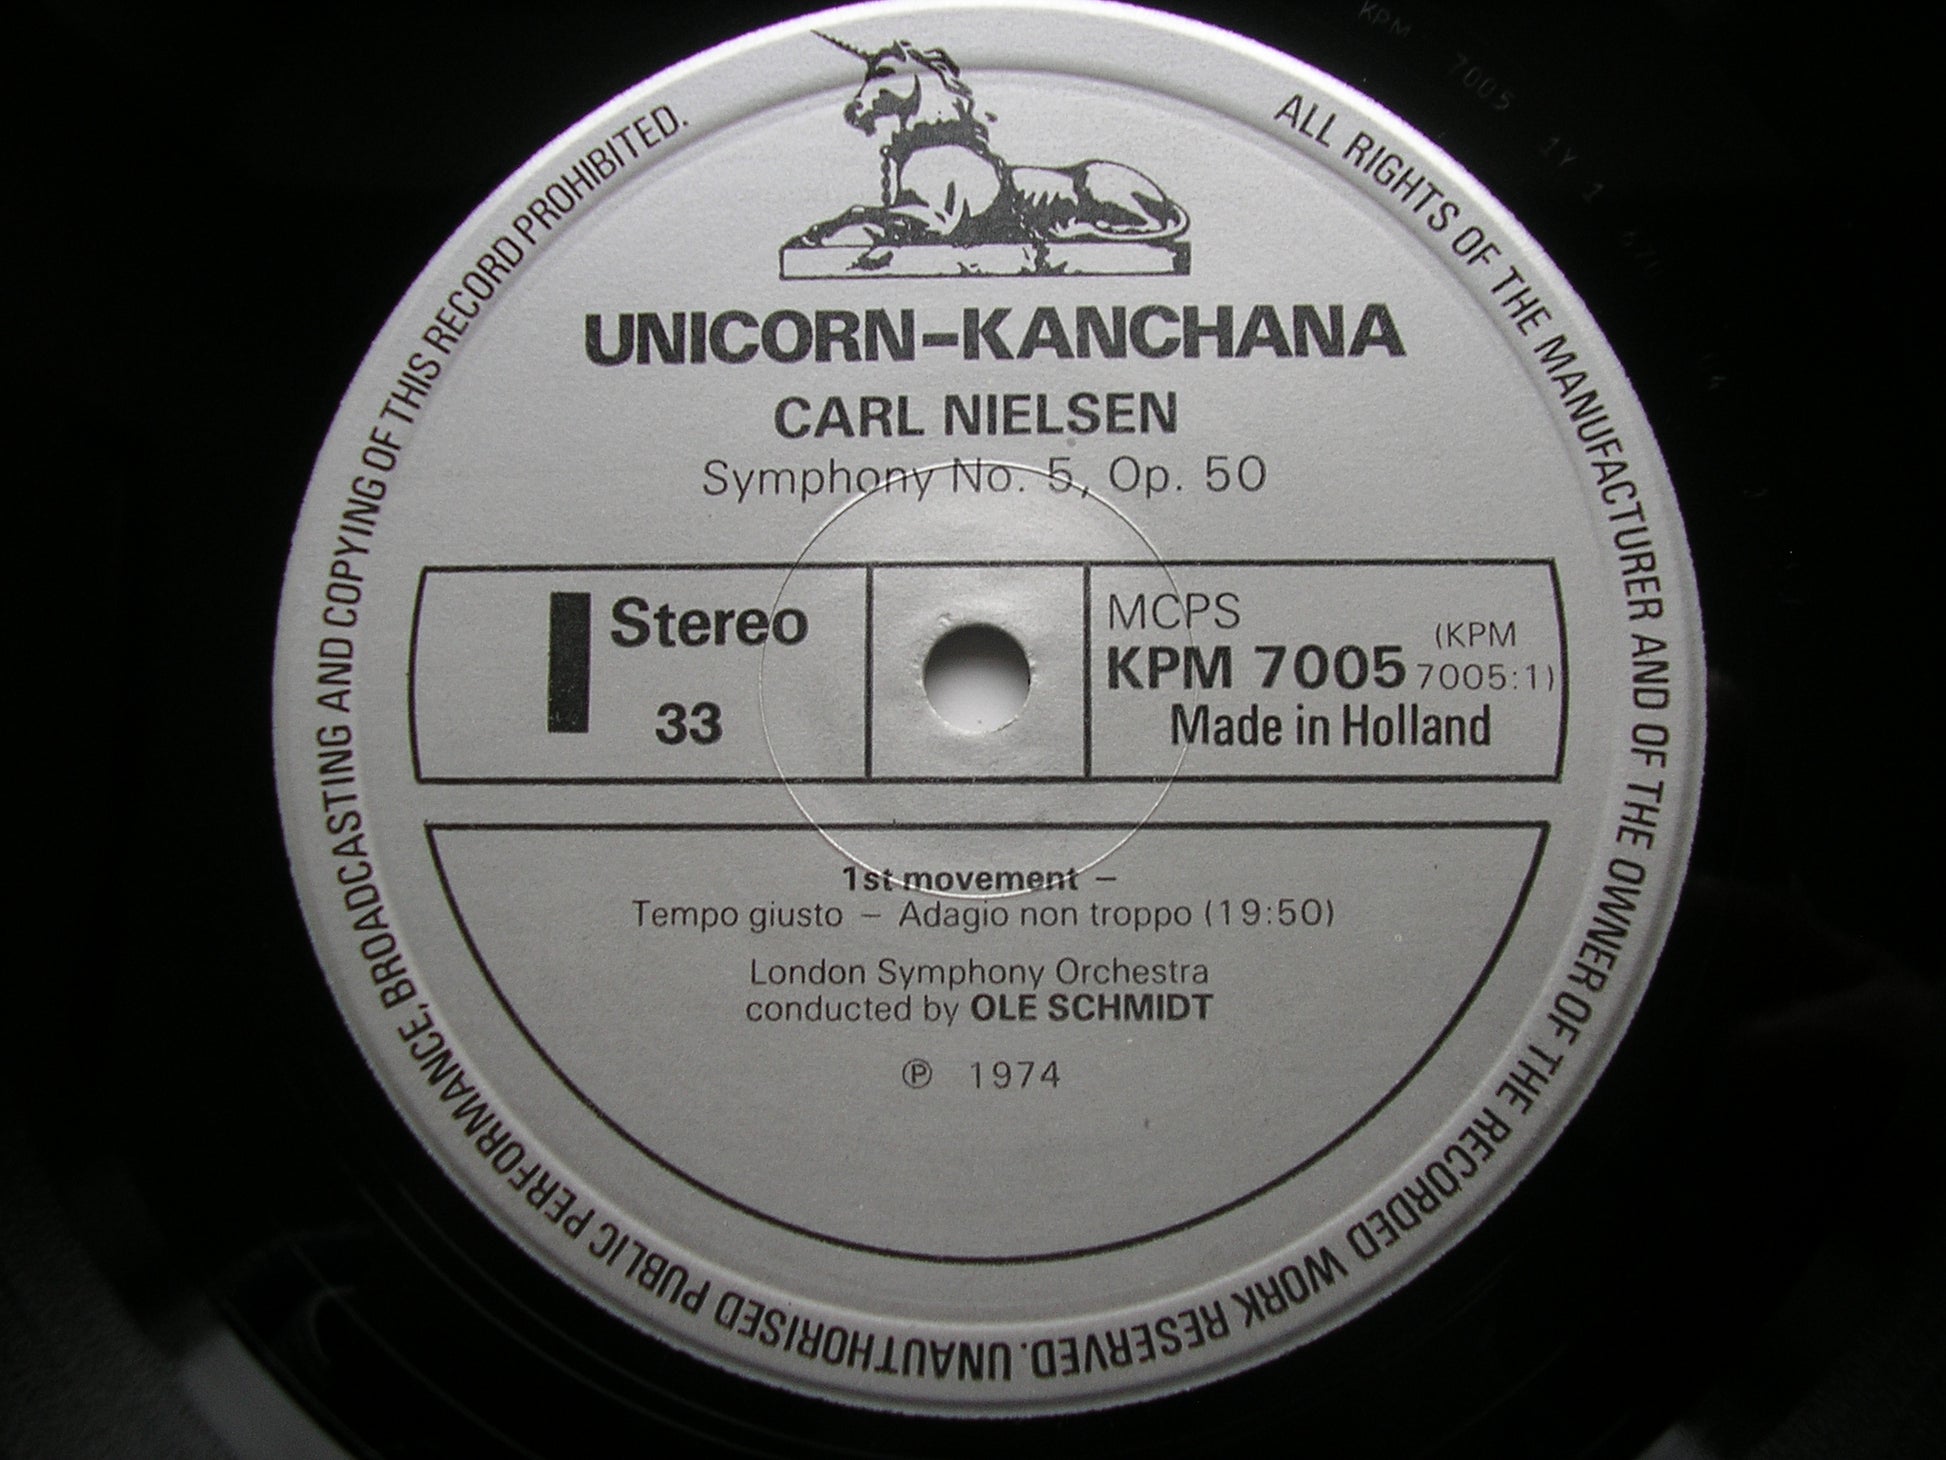 UNICORN-KANCHANA
CARL NIELSEN
Symphony No. 5, Op. 50
Stereo
33
MCPS
KPM 7005 (KPM 7005:1)
Made in Holland
1st movement –
Tempo giusto – Adagio non troppo (19:50)
London Symphony Orchestra
conducted by OLE SCHMIDT
℗ 1974
ALL RIGHTS OF THE MANUFACTURER AND OF THE OWNER OF THE RECORDED WORK RESERVED. UNAUTHORISED PUBLIC PERFORMANCE, BROADCASTING AND COPYING OF THIS RECORD PROHIBITED.
KPM 7005 1Y 1 670